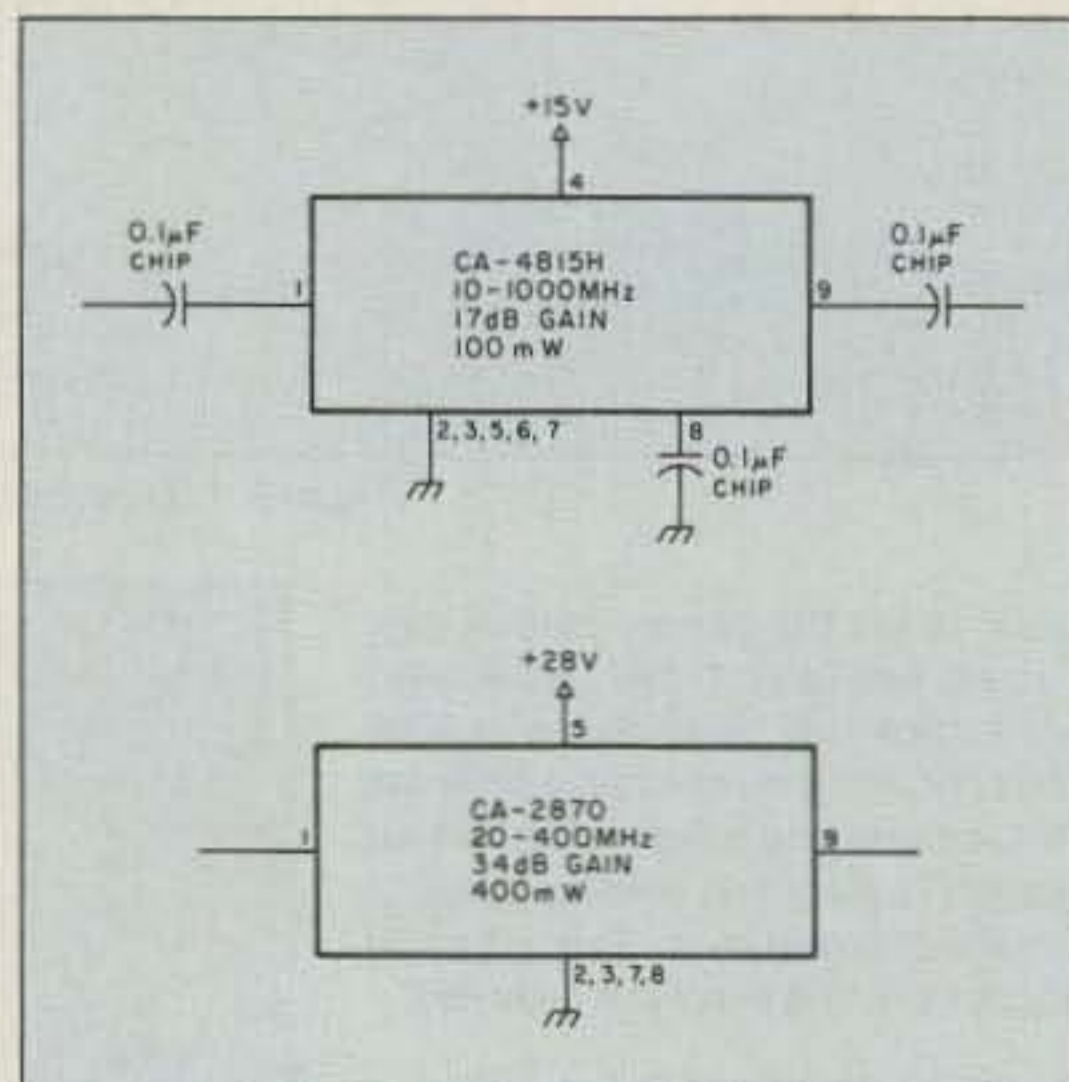 +15V
4
0.1µF
CHIP
0.1µF
CHIP
1
CA-4815H
10-1000MHz
17dB GAIN
100mW
9
2,3,5,6,7
8
0.1µF
CHIP
+28V
5
1
CA-2870
20-400MHz
34dB GAIN
400mW
9
2,3,7,8